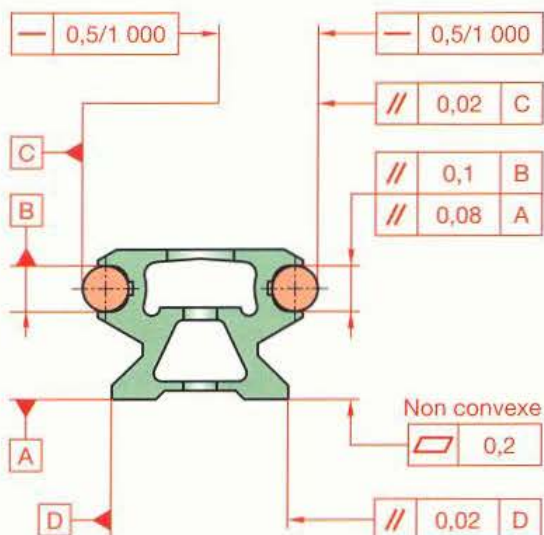 — 0,5/1 000
— 0,5/1 000
// 0,02 C
C
// 0,1 B
B
// 0,08 A
Non convexe
⏥ 0,2
A
D
// 0,02 D